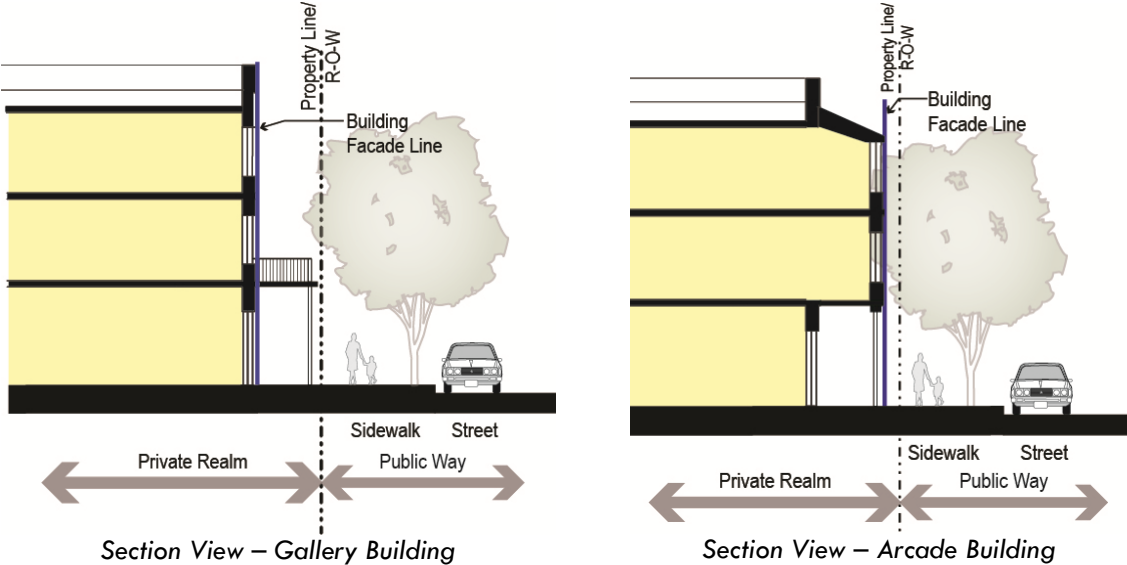 Property Line/
R-O-W
Building
Facade Line
Sidewalk
Street
Private Realm
Public Way
Section View – Gallery Building
Property Line/
R-O-W
Building
Facade Line
Sidewalk
Street
Private Realm
Public Way
Section View – Arcade Building